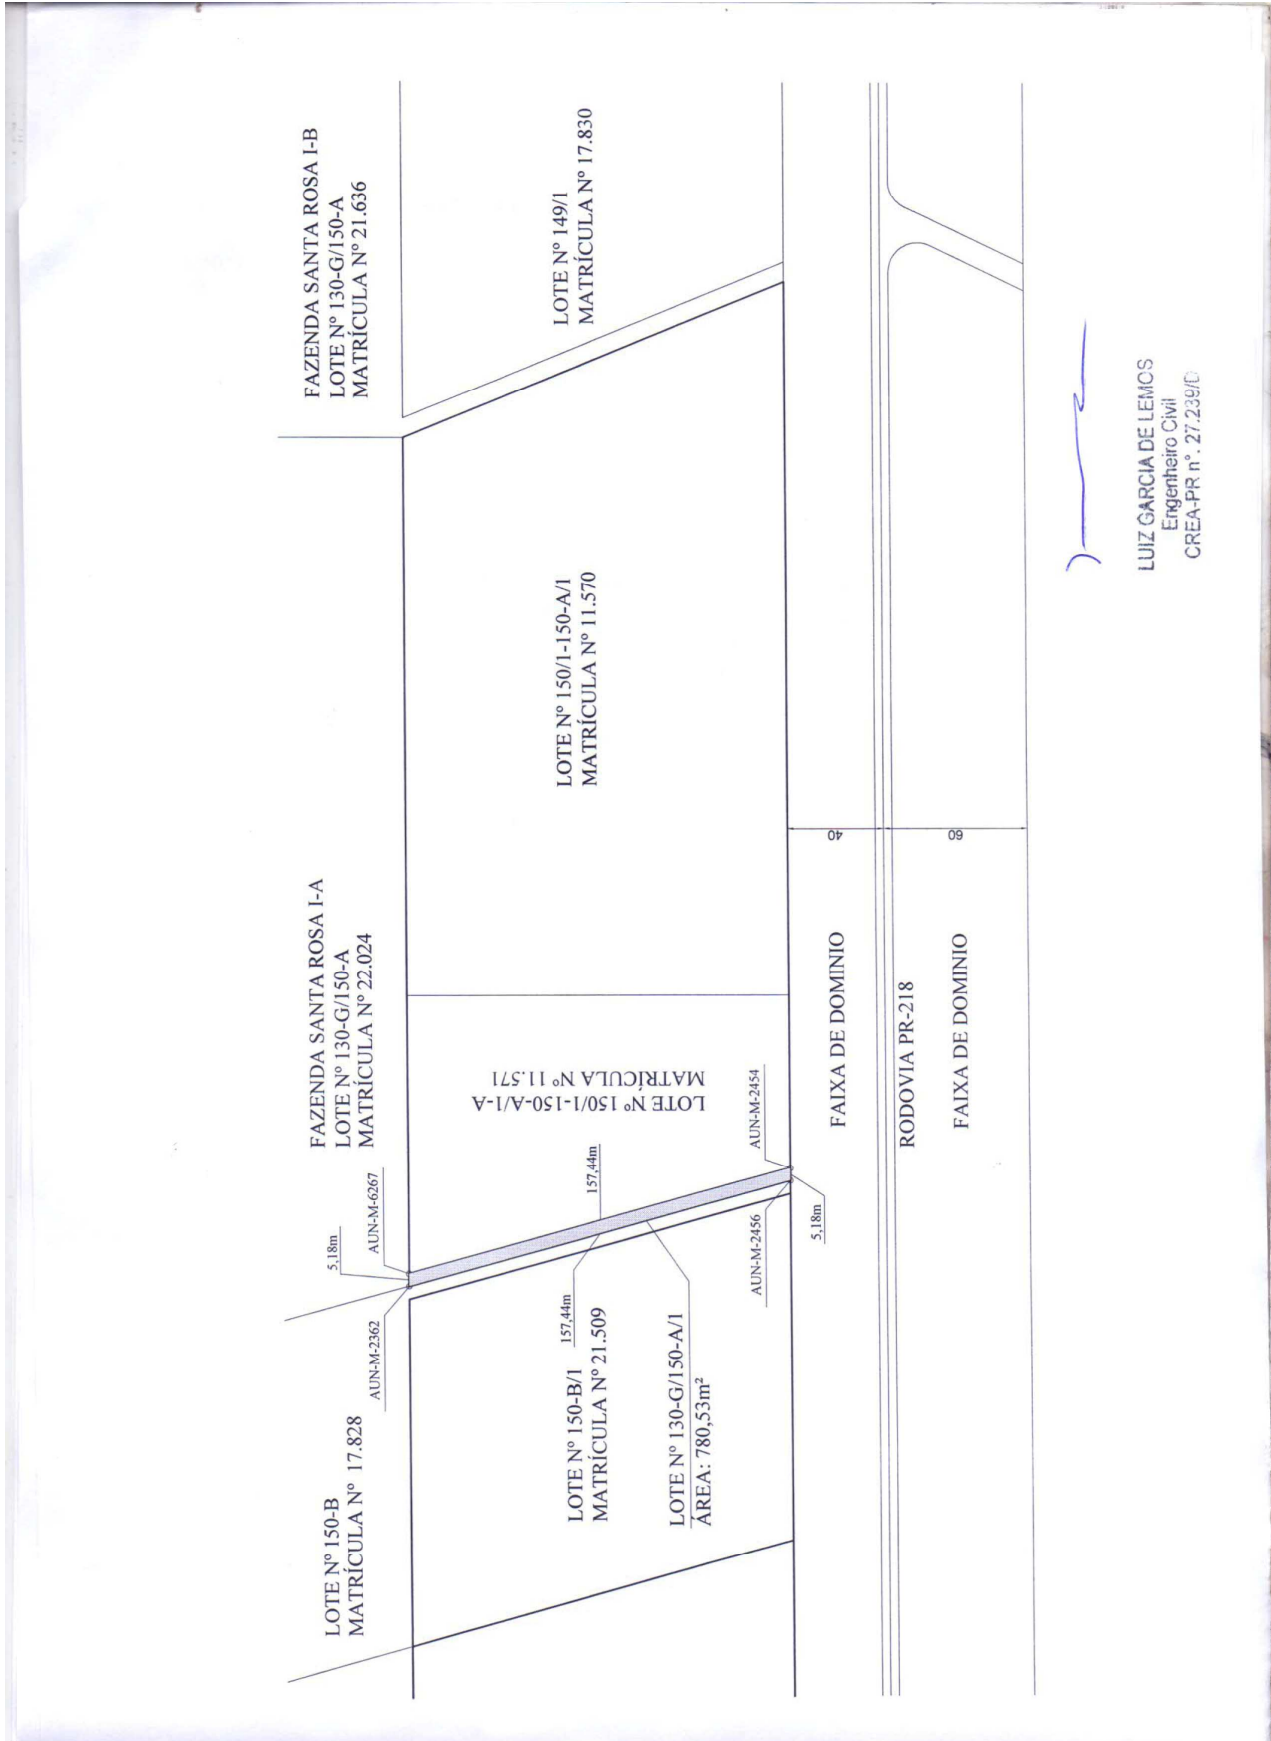 LOTE Nº 150-B
MATRÍCULA Nº 17.828
FAZENDA SANTA ROSA I-A
LOTE Nº 130-G/150-A
MATRÍCULA Nº 22.024
FAZENDA SANTA ROSA I-B
LOTE Nº 130-G/150-A
MATRÍCULA Nº 21.636
5,18m
AUN-M-2362
AUN-M-6267
LOTE Nº 150-B/1
MATRÍCULA Nº 21.509
157,44m
157,44m
LOTE Nº 150/1-150-A/1-A
MATRÍCULA Nº 11.571
LOTE Nº 150/1-150-A/1
MATRÍCULA Nº 11.570
LOTE Nº 149/1
MATRÍCULA Nº 17.830
LOTE Nº 130-G/150-A/1
ÁREA: 780,53m²
AUN-M-2456
AUN-M-2454
5,18m
FAIXA DE DOMINIO
40
RODOVIA PR-218
FAIXA DE DOMINIO
60
LUIZ GARCIA DE LEMOS
Engenheiro Civil
CREA-PR nº. 27.239/D